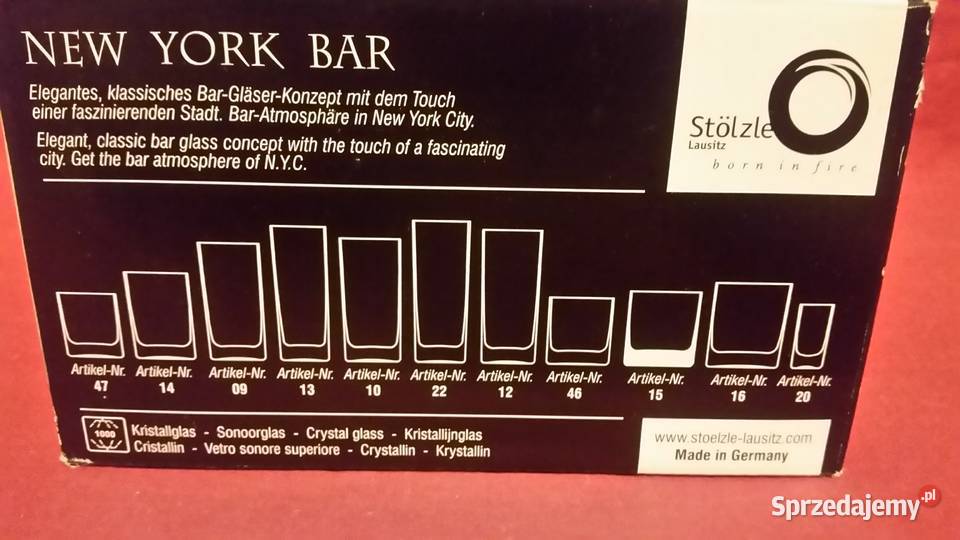 NEW YORK BAR
Elegantes, klassisches Bar-Gläser-Konzept mit dem Touch
einer faszinierenden Stadt. Bar-Atmosphäre in New York City.
Elegant, classic bar glass concept with the touch of a fascinating
city. Get the bar atmosphere of N.Y.C.
Stölzle
Lausitz
born in fire
Artikel-Nr. Artikel-Nr. Artikel-Nr. Artikel-Nr. Artikel-Nr. Artikel-Nr. Artikel-Nr. Artikel-Nr. Artikel-Nr. Artikel-Nr. Artikel-Nr.
47 14 09 13 10 22 12 46 15 16 20
1000
Kristallglas - Sonoorglas - Crystal glass - Kristallijnglas
Cristallin - Vetro sonore superiore - Crystallin - Krystallin
www.stoelzle-lausitz.com
Made in Germany
Sprzedajemy.pl